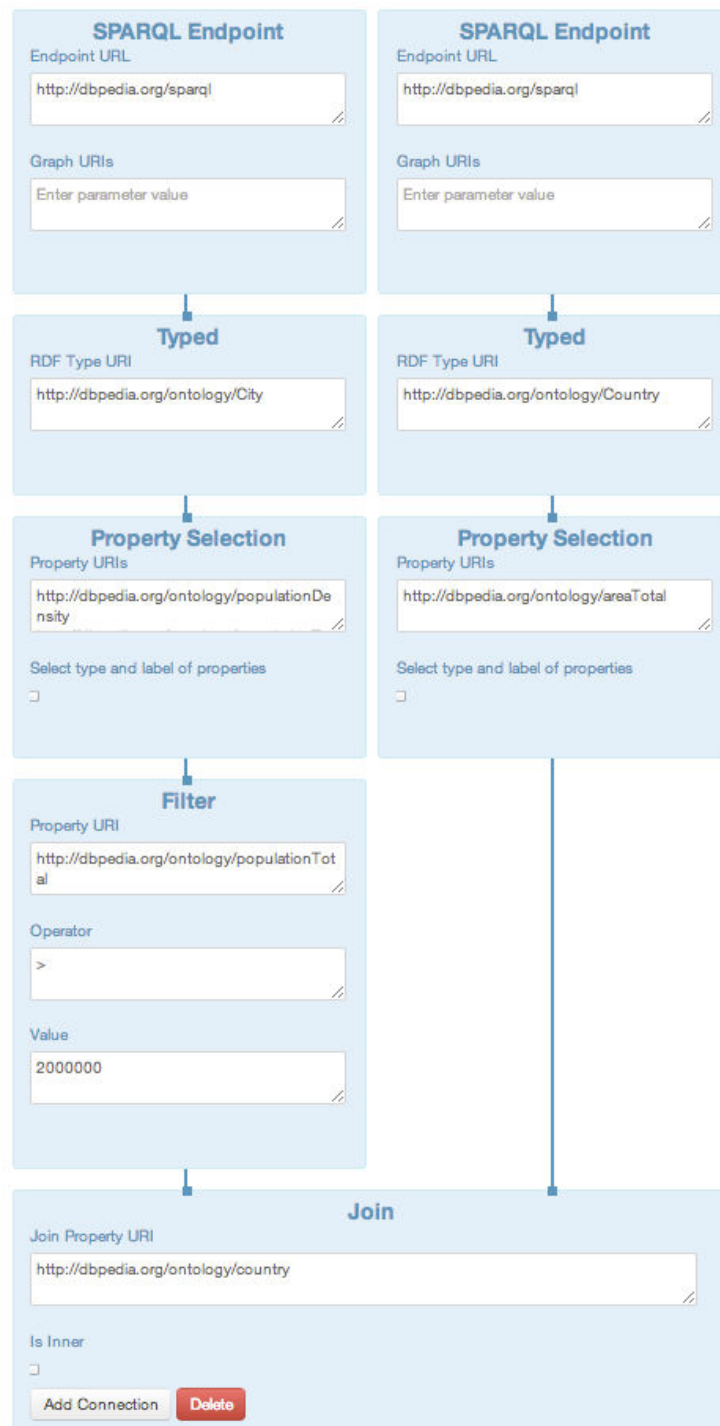 SPARQL Endpoint
Endpoint URL
http://dbpedia.org/sparql
Graph URIs
Enter parameter value
Typed
RDF Type URI
http://dbpedia.org/ontology/City
Property Selection
Property URIs
http://dbpedia.org/ontology/populationDe
nsity
Select type and label of properties
Filter
Property URI
http://dbpedia.org/ontology/populationTot
al
Operator
>
Value
2000000
SPARQL Endpoint
Endpoint URL
http://dbpedia.org/sparql
Graph URIs
Enter parameter value
Typed
RDF Type URI
http://dbpedia.org/ontology/Country
Property Selection
Property URIs
http://dbpedia.org/ontology/areaTotal
Select type and label of properties
Join
Join Property URI
http://dbpedia.org/ontology/country
Is Inner
Add Connection Delete